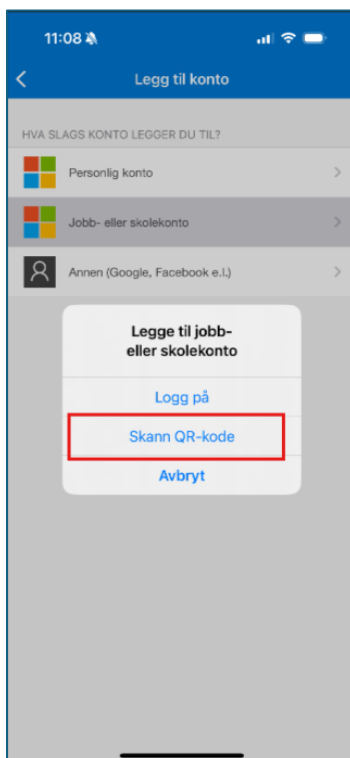 11:08
Legg til konto
HVA SLAGS KONTO LEGGER DU TIL?
Personlig konto
Jobb- eller skolekonto
Annen (Google, Facebook e.l.)
Legge til jobb-
eller skolekonto
Logg på
Skann QR-kode
Avbryt